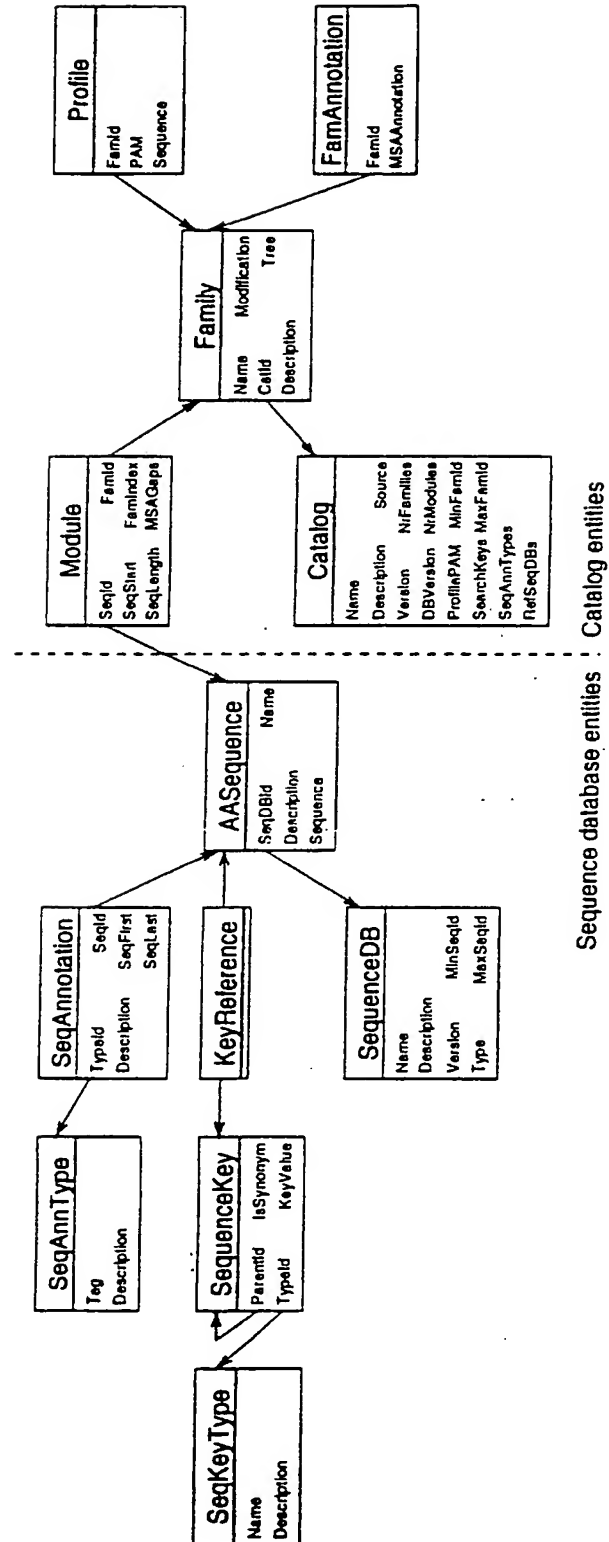 SeqKeyType
Name
Description
SeqAnnType
Tag
Description
SequenceKey
ParentId IsSynonym
TypeId KeyValue
SeqAnnotation
TypeId SeqId
Description SeqFirst
SeqLast
KeyReference
SequenceDB
Name
Description
Version MinSeqId
Type MaxSeqId
AASequence
SeqDBId Name
Description
Sequence
Sequence database entities
Catalog entities
Module
SeqId FamId
SeqStart FamIndex
SeqLength MSAGaps
Catalog
Name
Description Source
Version NrFamilies
DBVersion NrModules
ProfilePAM MinFamId
SearchKeys MaxFamId
SeqAnnTypes
RefSeqDBs
Family
Name Modification
CatId Tree
Description
Profile
FamId
PAM
Sequence
FamAnnotation
FamId
MSAAnnotation